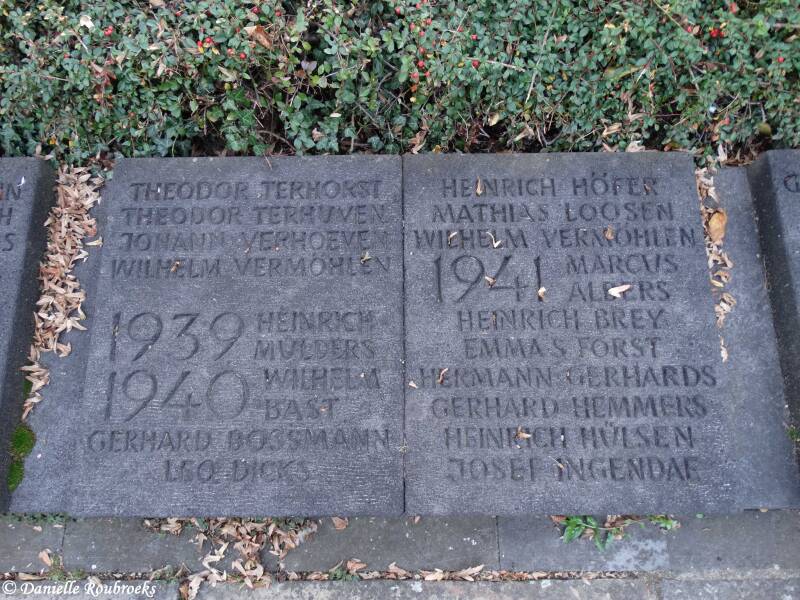 THEODOR TERHORST
THEODOR TERHUVEN
JOHANN VERHOEVEN
WILHELM VERMÖHLEN
1939 HEINRICH
MULDERS
1940 WILHELM
BAST
GERHARD BOSSMANN
LEO DICKS
HEINRICH HÖFER
MATHIAS LOOSEN
WILHELM VERMÖHLEN
1941 MARCUS
ALBERS
HEINRICH BREY
EMMA S FORST
HERMANN GERHARDS
GERHARD HEMMERS
HEINRICH HÜLSEN
JOSEF INGENDAE
© Danielle Roubroeks